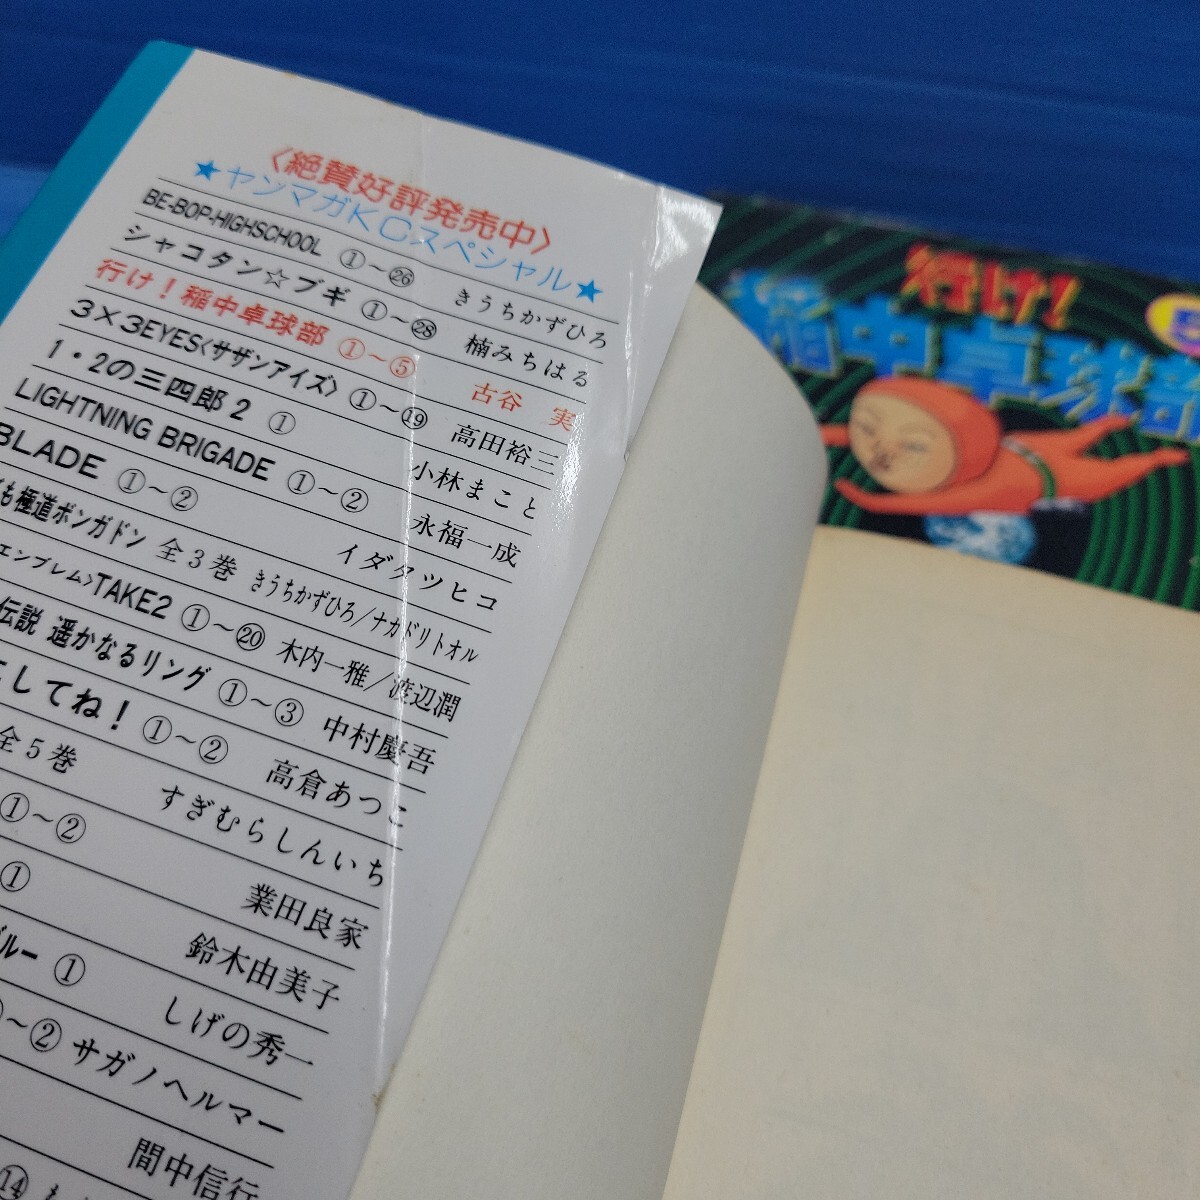 〈絶賛好評発売中〉
★ヤンマガKCスペシャル★
BE-BOP-HIGHSCHOOL ①〜㉖ きうちかずひろ
シャコタン☆ブギ ①〜㉘ 楠みちはる
行け!稲中卓球部 ①〜⑤ 古谷 実
3×3EYES〈サザンアイズ〉 ①〜⑲ 高田裕三
1・2の三四郎2 ① 小林まこと
LIGHTNING BRIGADE ①〜② 永福一成
BLADE ①〜② イダタツヒコ
も極道ボンガドン 全3巻 きうちかずひろ/ナカドリトオル
エンブレム〉TAKE2 ①〜⑳ 木内一雅/渡辺潤
伝説 遥かなるリング ①〜③ 中村慶吾
してね! ①〜② 高倉あつこ
全5巻 すぎむらしんいち
①〜② 業田良家
① 鈴木由美子
ブルー ① しげの秀一
〜② サガノヘルマー
間中信行
⑭
行け!
稲中卓球部